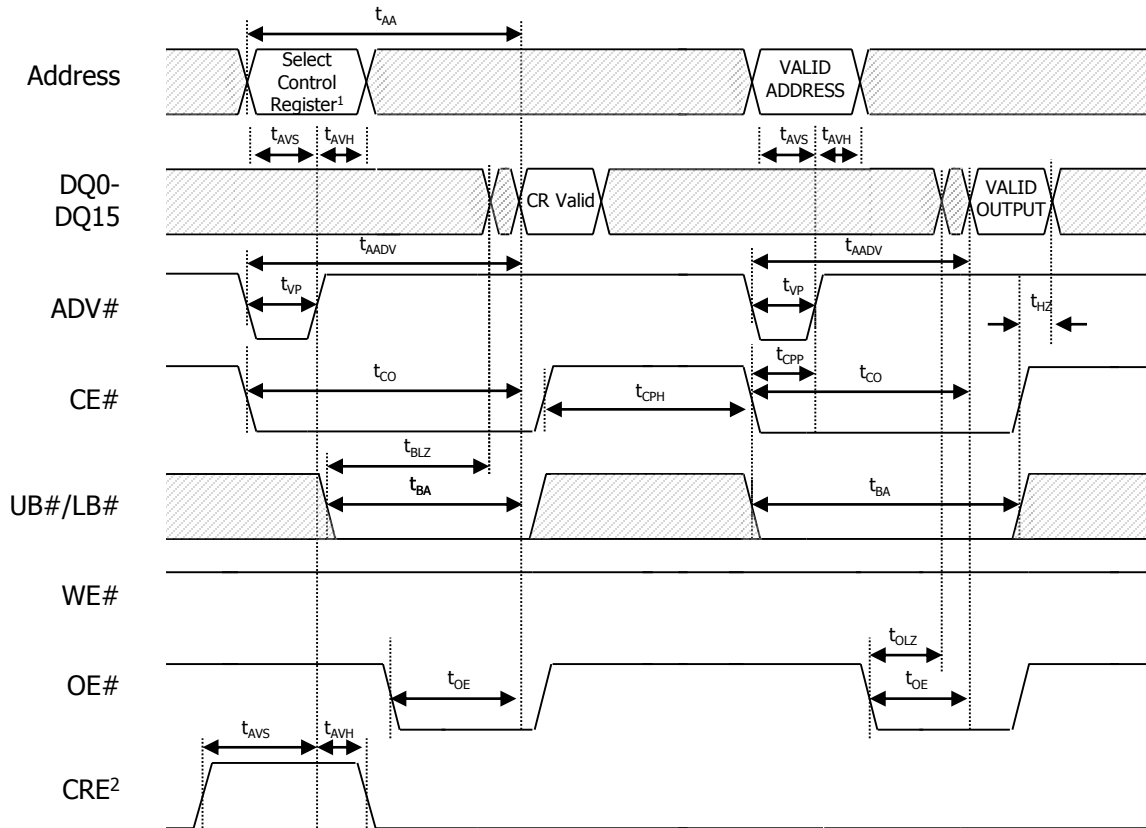 tAA
Address
Select
Control
Register1
VALID
ADDRESS
tAVS
tAVH
tAVS
tAVH
DQ0-
DQ15
CR Valid
VALID
OUTPUT
tAADV
tAADV
ADV#
tVP
tVP
tHZ
CE#
tCO
tCPH
tCPP
tCO
tBLZ
UB#/LB#
tBA
tBA
WE#
tOLZ
OE#
tOE
tOE
tAVS
tAVH
CRE2